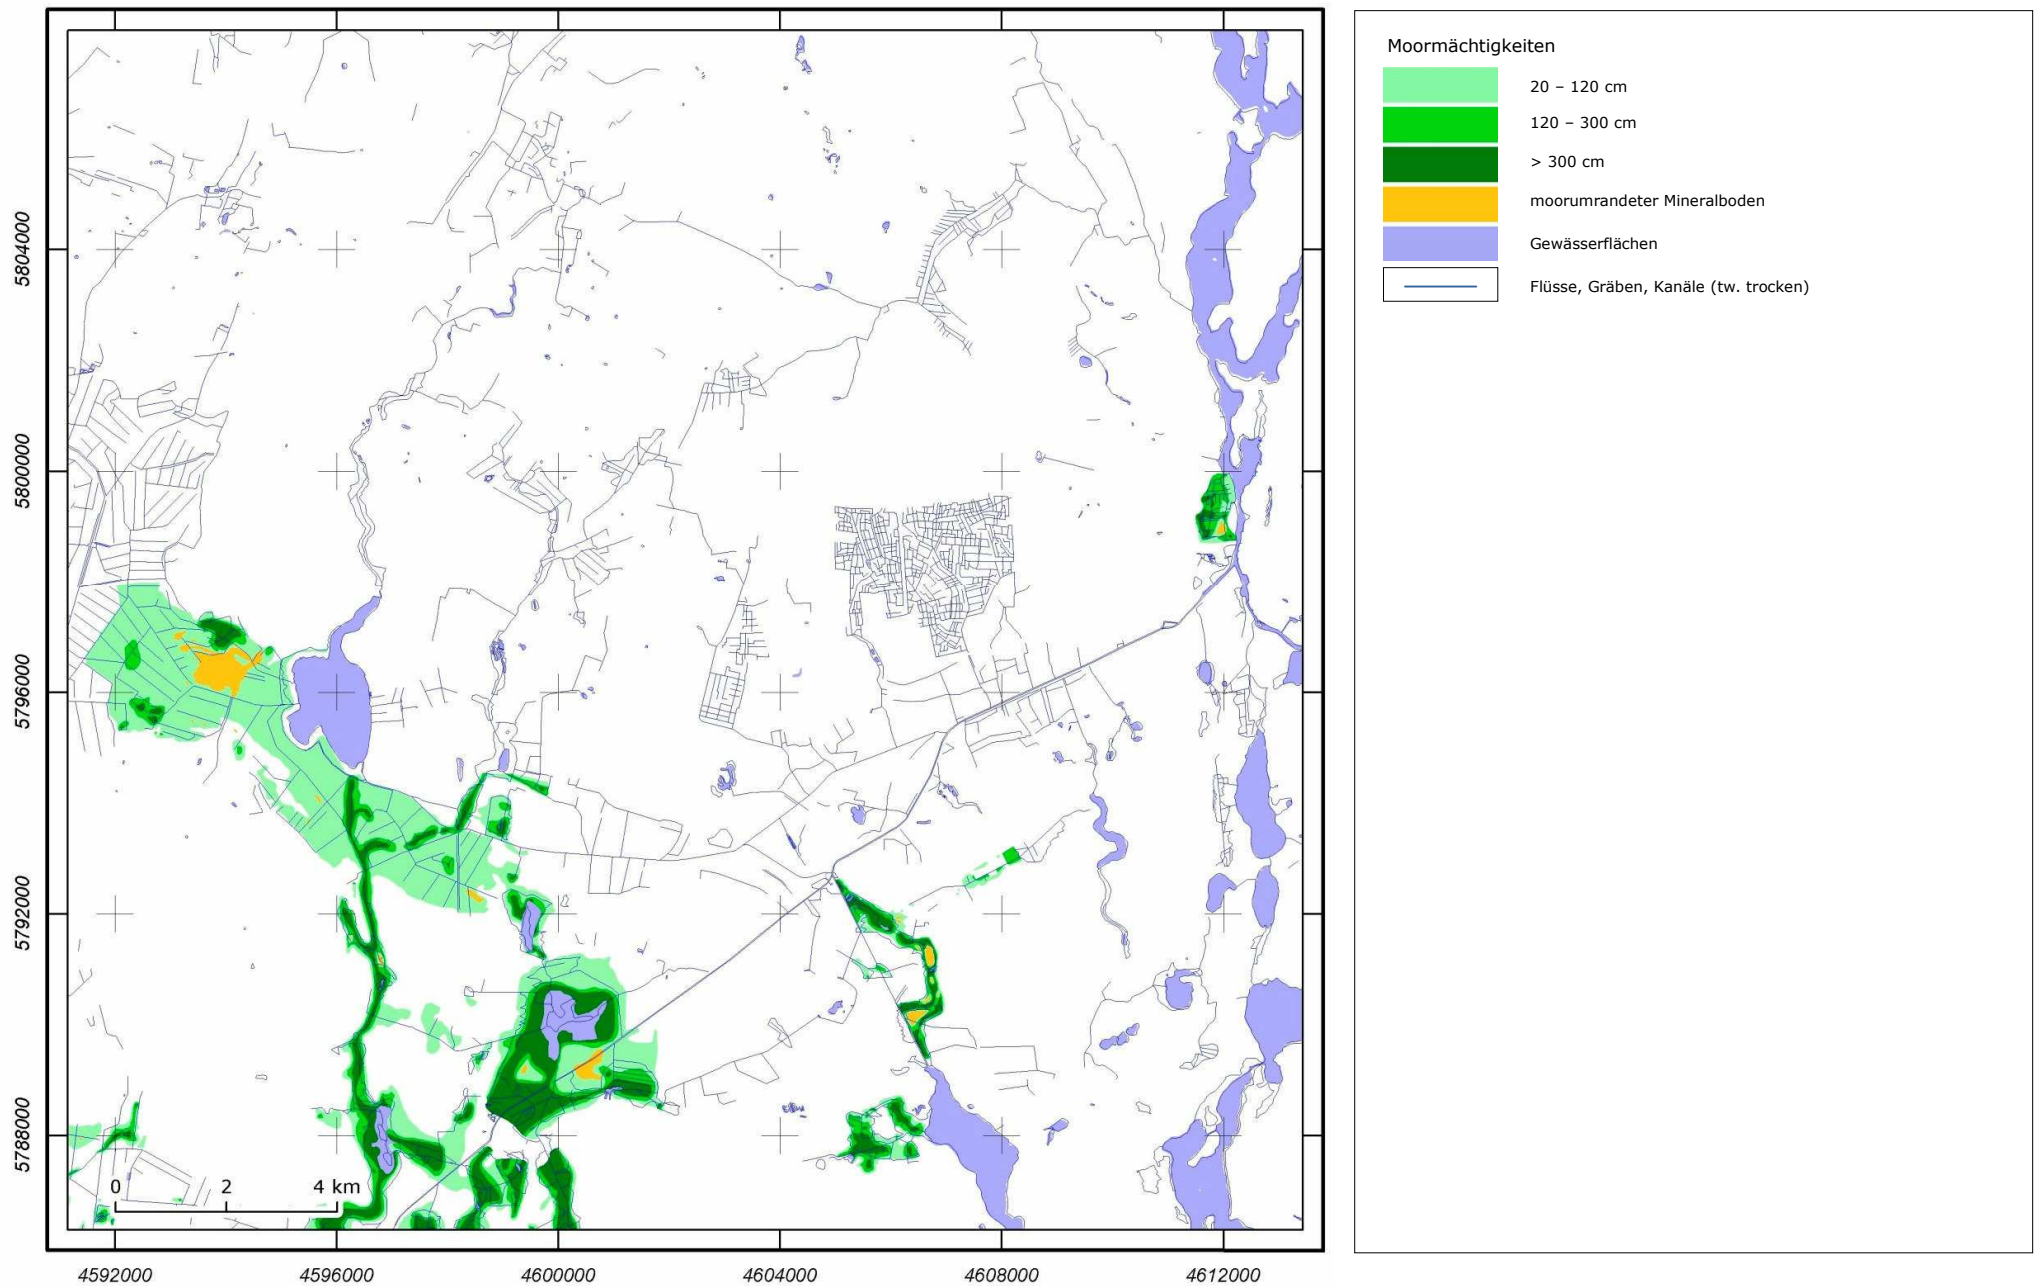 Moormächtigkeiten
20 – 120 cm
120 – 300 cm
> 300 cm
moorumrandeter Mineralboden
Gewässerflächen
Flüsse, Gräben, Kanäle (tw. trocken)
5804000
5800000
5796000
5792000
5788000
0 2 4 km
4592000 4596000 4600000 4604000 4608000 4612000